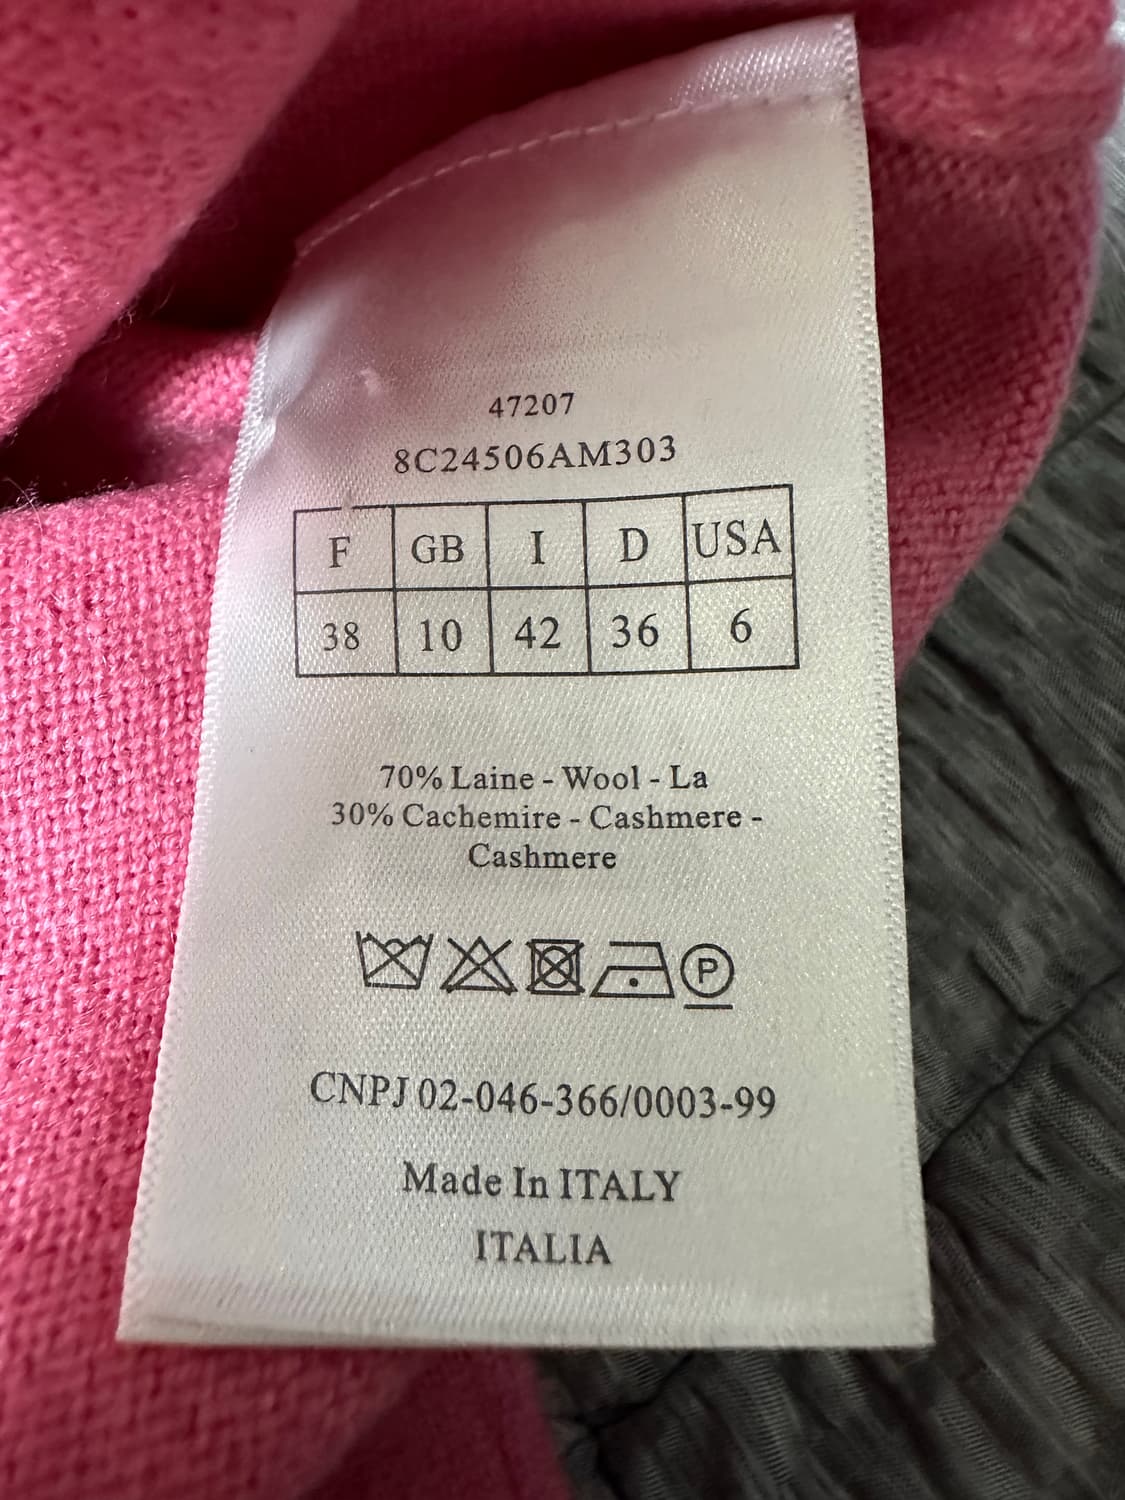 47207
8C24506AM303
F GB I D USA
38 10 42 36 6
70% Laine - Wool - La
30% Cachemire - Cashmere -
Cashmere
P
CNPJ 02-046-366/0003-99
Made In ITALY
ITALIA